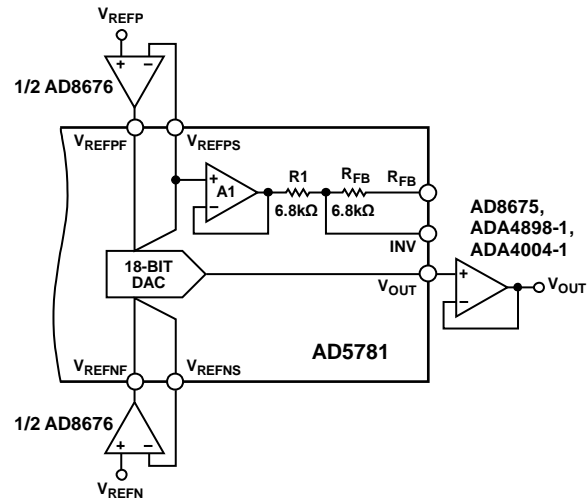 VREFP
1/2 AD8676
+ −
VREFPF
VREFPS
A1
+
−
R1
6.8kΩ
RFB
6.8kΩ
RFB
INV
AD8675,
ADA4898-1,
ADA4004-1
18-BIT
DAC
VOUT
+
−
VOUT
AD5781
VREFNF
VREFNS
1/2 AD8676
+ −
VREFN